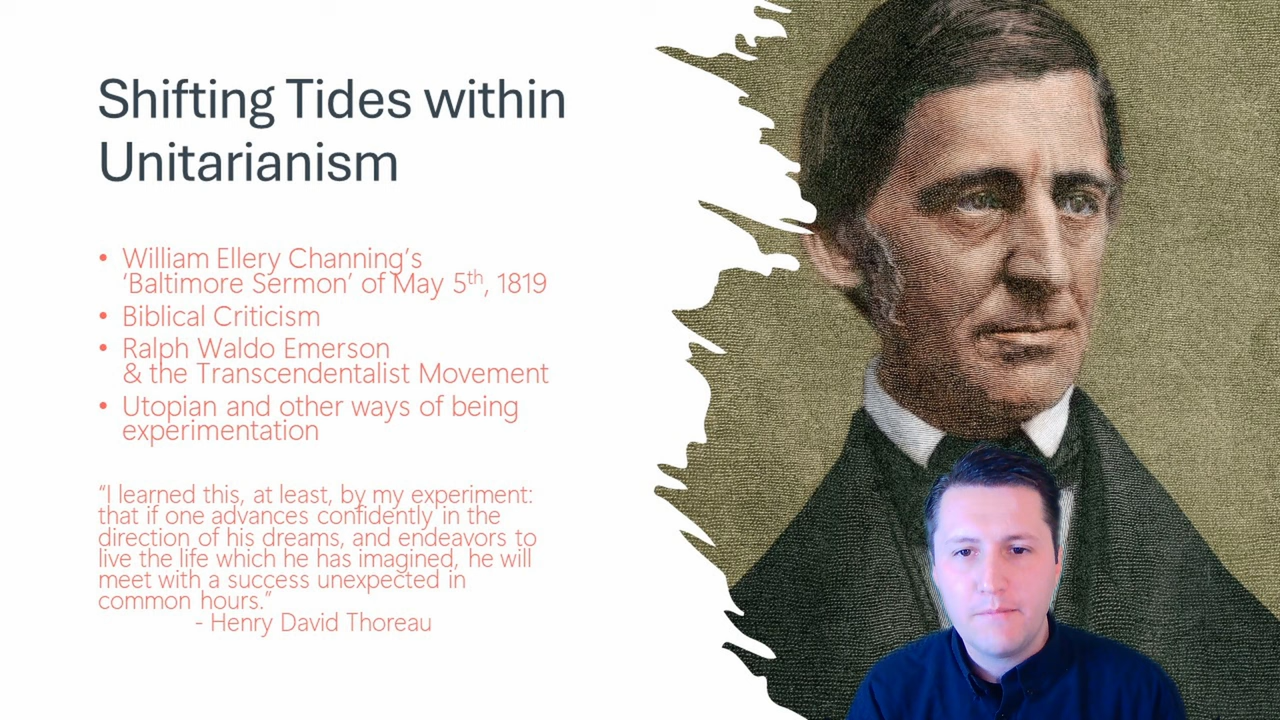 Shifting Tides within
Unitarianism
• William Ellery Channing’s
‘Baltimore Sermon’ of May 5th, 1819
• Biblical Criticism
• Ralph Waldo Emerson
& the Transcendentalist Movement
• Utopian and other ways of being
experimentation
“I learned this, at least, by my experiment:
that if one advances confidently in the
direction of his dreams, and endeavors to
live the life which he has imagined, he will
meet with a success unexpected in
common hours.“
- Henry David Thoreau